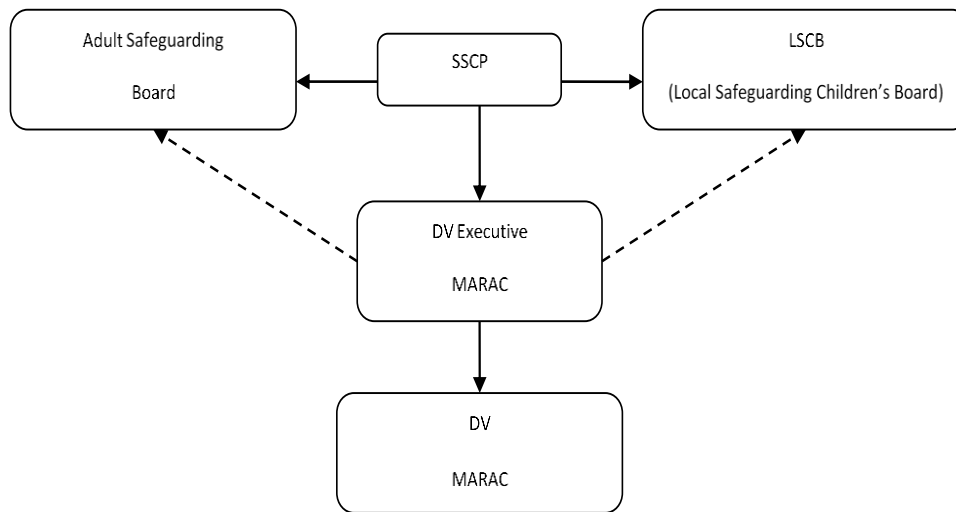 Adult Safeguarding
Board
SSCP
LSCB
(Local Safeguarding Children’s Board)
DV Executive
MARAC
DV
MARAC